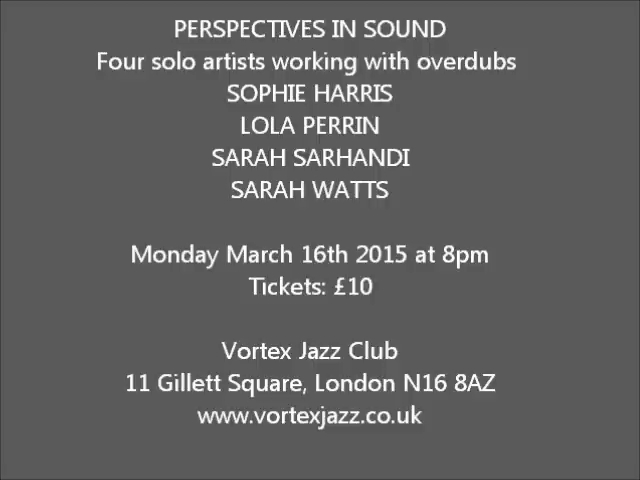 PERSPECTIVES IN SOUND
Four solo artists working with overdubs
SOPHIE HARRIS
LOLA PERRIN
SARAH SARHANDI
SARAH WATTS
Monday March 16th 2015 at 8pm
Tickets: £10
Vortex Jazz Club
11 Gillett Square, London N16 8AZ
www.vortexjazz.co.uk